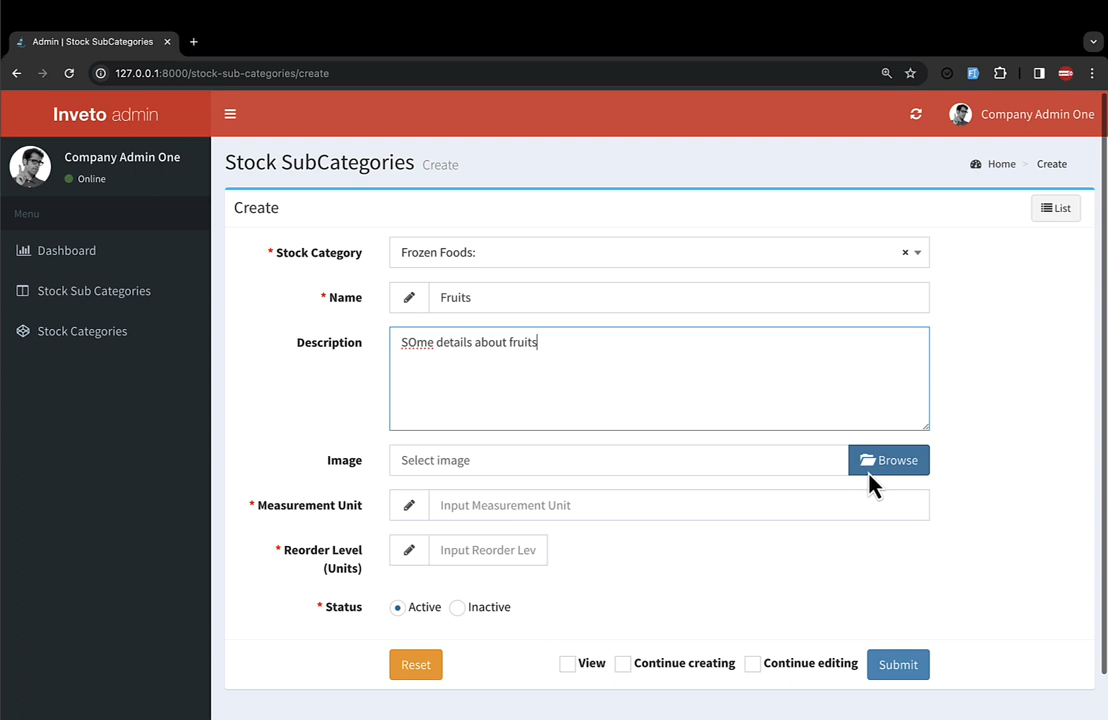 Admin | Stock SubCategories
127.0.0.1:8000/stock-sub-categories/create
Inveto admin
Company Admin One
Company Admin One
Online
Menu
Dashboard
Stock Sub Categories
Stock Categories
Stock SubCategories Create
Home > Create
Create
List
* Stock Category
Frozen Foods:
* Name
Fruits
Description
SOme details about fruits
Image
Select image
Browse
* Measurement Unit
Input Measurement Unit
* Reorder Level
(Units)
Input Reorder Lev
* Status
Active Inactive
Reset
View Continue creating Continue editing
Submit